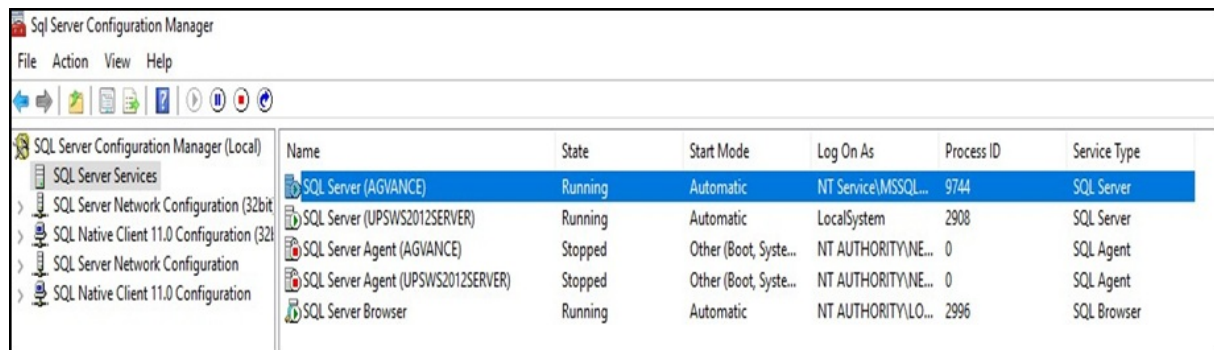 Sql Server Configuration Manager
File Action View Help
SQL Server Configuration Manager (Local)
SQL Server Services
SQL Server Network Configuration (32bit
SQL Native Client 11.0 Configuration (32
SQL Server Network Configuration
SQL Native Client 11.0 Configuration
Name State Start Mode Log On As Process ID Service Type
SQL Server (AGVANCE) Running Automatic NT Service\MSSQL... 9744 SQL Server
SQL Server (UPSWS2012SERVER) Running Automatic LocalSystem 2908 SQL Server
SQL Server Agent (AGVANCE) Stopped Other (Boot, Syste... NT AUTHORITY\NE... 0 SQL Agent
SQL Server Agent (UPSWS2012SERVER) Stopped Other (Boot, Syste... NT AUTHORITY\NE... 0 SQL Agent
SQL Server Browser Running Automatic NT AUTHORITY\LO... 2996 SQL Browser